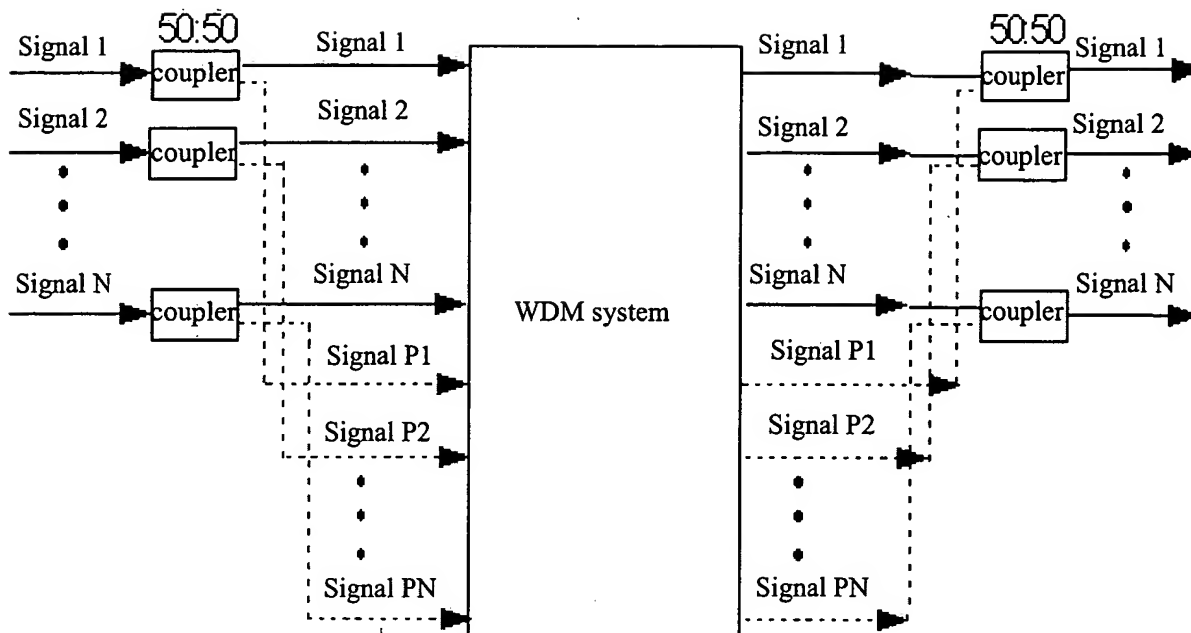 50:50
50:50
Signal 1
Signal 1
Signal 1
Signal 1
coupler
coupler
Signal 2
Signal 2
Signal 2
Signal 2
coupler
coupler
Signal N
Signal N
Signal N
Signal N
coupler
WDM system
coupler
Signal P1
Signal P1
Signal P2
Signal P2
Signal PN
Signal PN